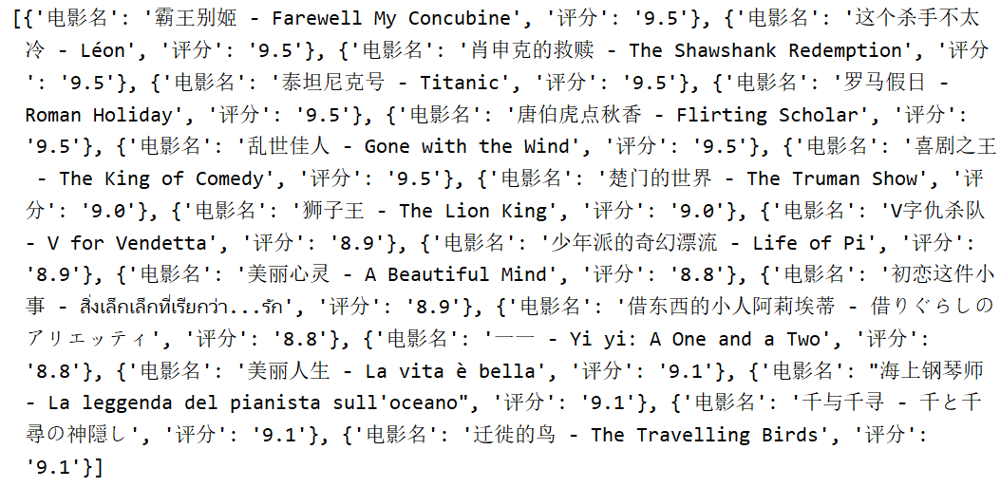 [{'电影名': '霸王别姬 - Farewell My Concubine', '评分': '9.5'}, {'电影名': '这个杀手不太
冷 - Léon', '评分': '9.5'}, {'电影名': '肖申克的救赎 - The Shawshank Redemption', '评分
': '9.5'}, {'电影名': '泰坦尼克号 - Titanic', '评分': '9.5'}, {'电影名': '罗马假日 -
Roman Holiday', '评分': '9.5'}, {'电影名': '唐伯虎点秋香 - Flirting Scholar', '评分':
'9.5'}, {'电影名': '乱世佳人 - Gone with the Wind', '评分': '9.5'}, {'电影名': '喜剧之王
- The King of Comedy', '评分': '9.5'}, {'电影名': '楚门的世界 - The Truman Show', '评
分': '9.0'}, {'电影名': '狮子王 - The Lion King', '评分': '9.0'}, {'电影名': 'V字仇杀队
- V for Vendetta', '评分': '8.9'}, {'电影名': '少年派的奇幻漂流 - Life of Pi', '评分':
'8.9'}, {'电影名': '美丽心灵 - A Beautiful Mind', '评分': '8.8'}, {'电影名': '初恋这件小
事 - สิ่งเล็กเล็กที่เรียกว่า...รัก', '评分': '8.9'}, {'电影名': '借东西的小人阿莉埃蒂 - 借りぐらしの
アリエッティ', '评分': '8.8'}, {'电影名': '一一 - Yi yi: A One and a Two', '评分':
'8.8'}, {'电影名': '美丽人生 - La vita è bella', '评分': '9.1'}, {'电影名': "海上钢琴师
- La leggenda del pianista sull'oceano", '评分': '9.1'}, {'电影名': '千与千寻 - 千と千
尋の神隠し', '评分': '9.1'}, {'电影名': '迁徙的鸟 - The Travelling Birds', '评分':
'9.1'}]